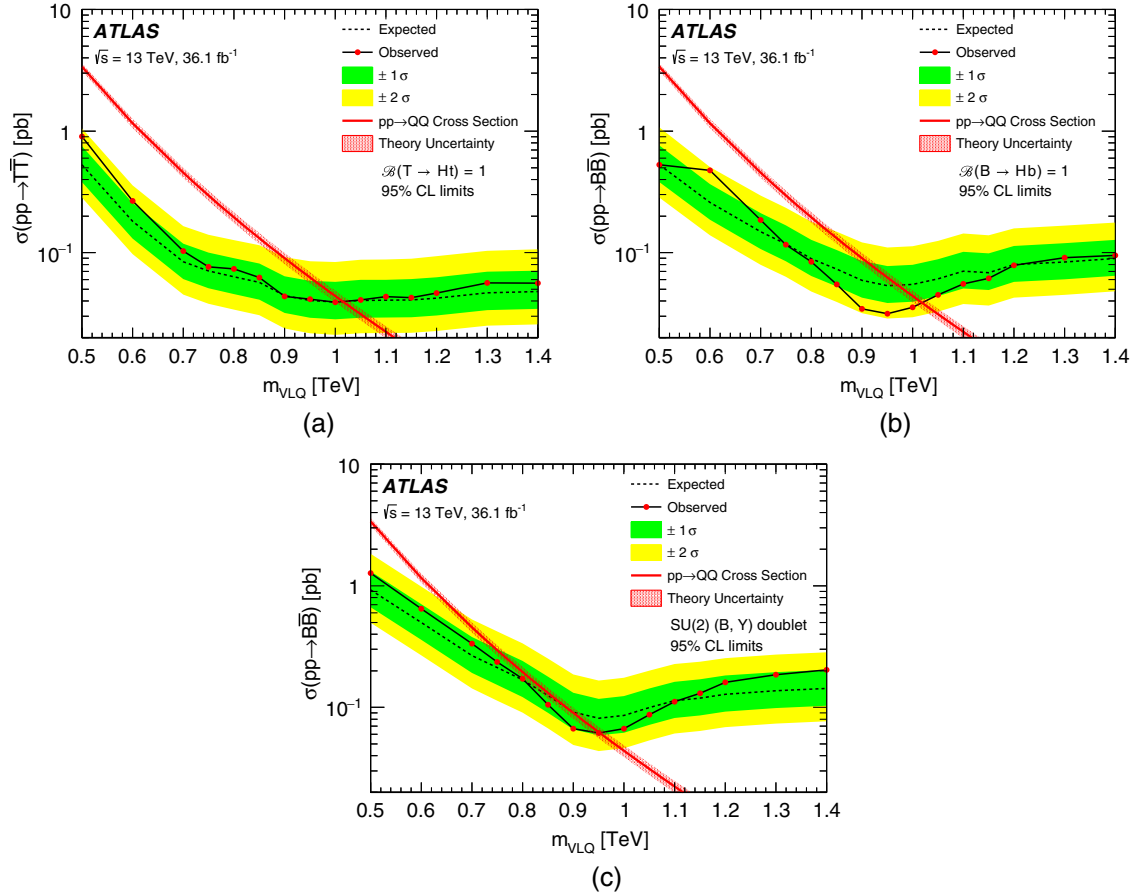 ATLAS
√s = 13 TeV, 36.1 fb⁻¹
Expected
Observed
± 1 σ
± 2 σ
pp→QQ Cross Section
Theory Uncertainty
ℬ(T → Ht) = 1
95% CL limits
σ(pp→TT̅) [pb]
10
1
10⁻¹
0.5 0.6 0.7 0.8 0.9 1 1.1 1.2 1.3 1.4
m_VLQ [TeV]
(a)
ATLAS
√s = 13 TeV, 36.1 fb⁻¹
Expected
Observed
± 1 σ
± 2 σ
pp→QQ Cross Section
Theory Uncertainty
ℬ(B → Hb) = 1
95% CL limits
σ(pp→BB̅) [pb]
10
1
10⁻¹
0.5 0.6 0.7 0.8 0.9 1 1.1 1.2 1.3 1.4
m_VLQ [TeV]
(b)
ATLAS
√s = 13 TeV, 36.1 fb⁻¹
Expected
Observed
± 1 σ
± 2 σ
pp→QQ Cross Section
Theory Uncertainty
SU(2) (B, Y) doublet
95% CL limits
σ(pp→BB̅) [pb]
10
1
10⁻¹
0.5 0.6 0.7 0.8 0.9 1 1.1 1.2 1.3 1.4
m_VLQ [TeV]
(c)